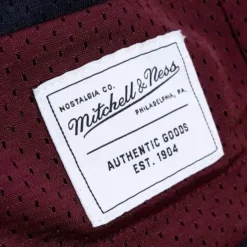 NOSTALGIA CO.
Mitchell & Ness
PHILADELPHIA, PA.
AUTHENTIC GOODS
EST. 1904